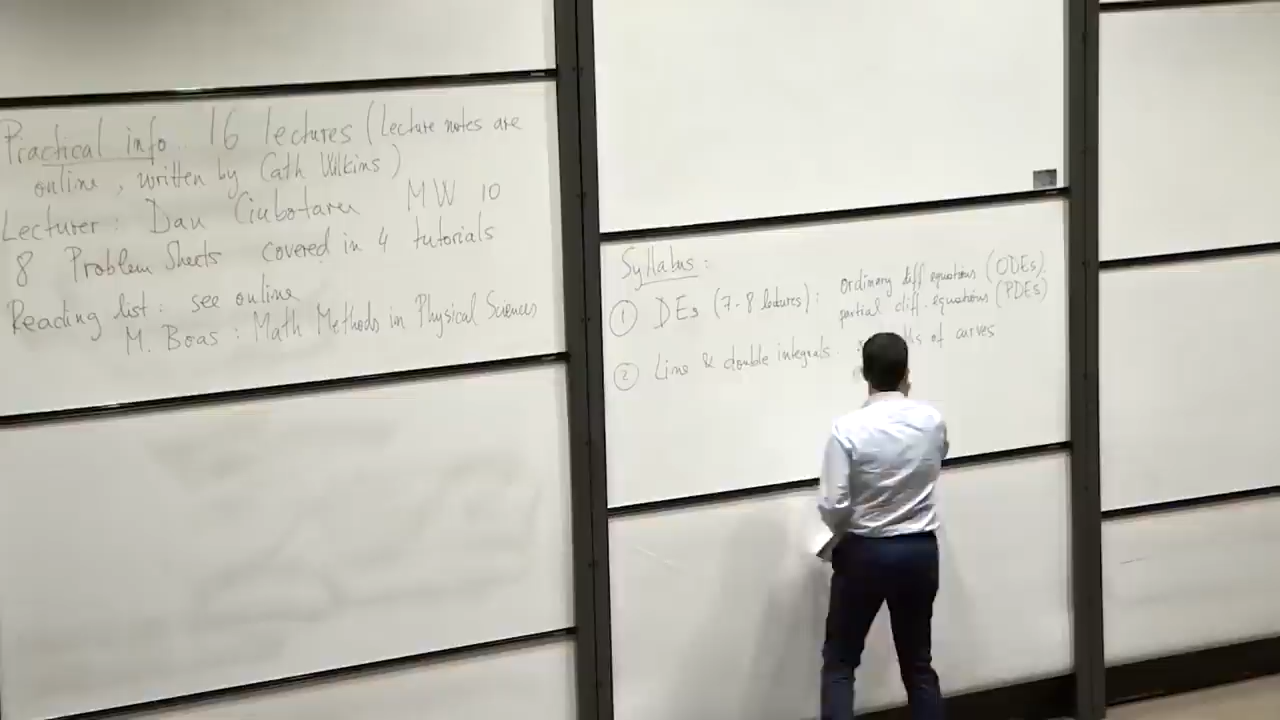 Practical info: 16 lectures (Lecture notes are
online, written by Cath Wilkins)
Lecturer: Dan Ciubotaru MW 10
8 Problem Sheets covered in 4 tutorials
Reading list: see online
M. Boas: Math Methods in Physical Sciences
Syllabus:
① DEs (7-8 lectures): ordinary diff equations (ODEs).
partial diff. equations (PDEs)
② Line & double integrals: of curves